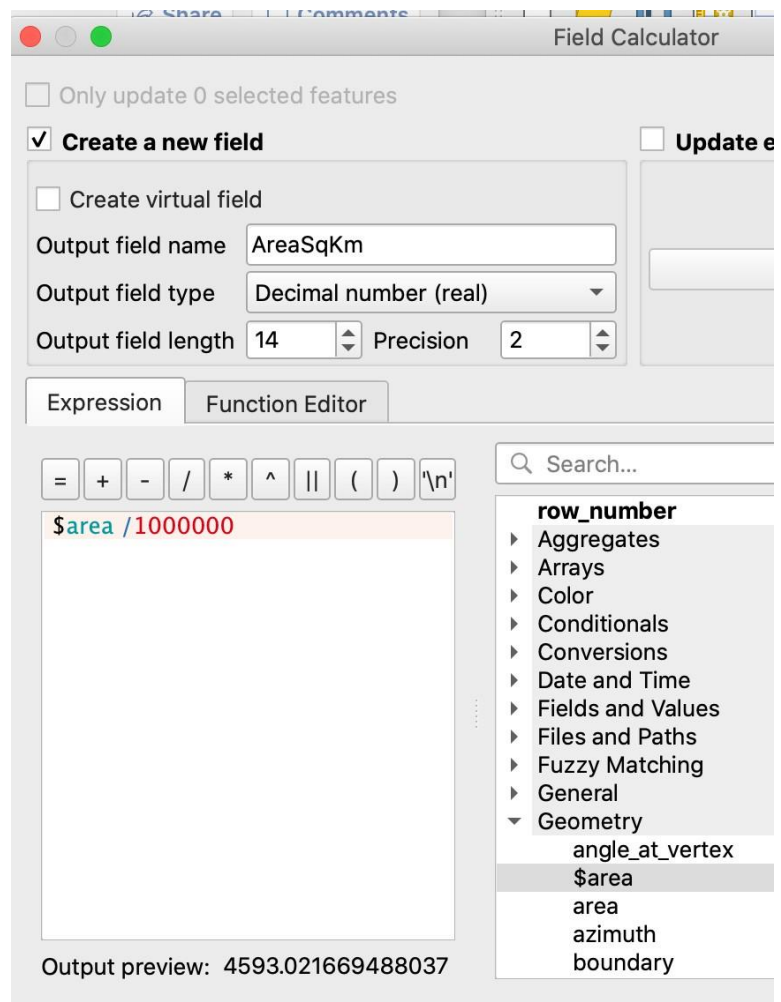 Share Comments
Field Calculator
Only update 0 selected features
Create a new field
Update e
Create virtual field
Output field name AreaSqKm
Output field type Decimal number (real)
Output field length 14 Precision 2
Expression Function Editor
= + - / * ^ || ( ) '\n'
Search...
$area /1000000
row_number
Aggregates
Arrays
Color
Conditionals
Conversions
Date and Time
Fields and Values
Files and Paths
Fuzzy Matching
General
Geometry
angle_at_vertex
$area
area
azimuth
boundary
Output preview: 4593.021669488037